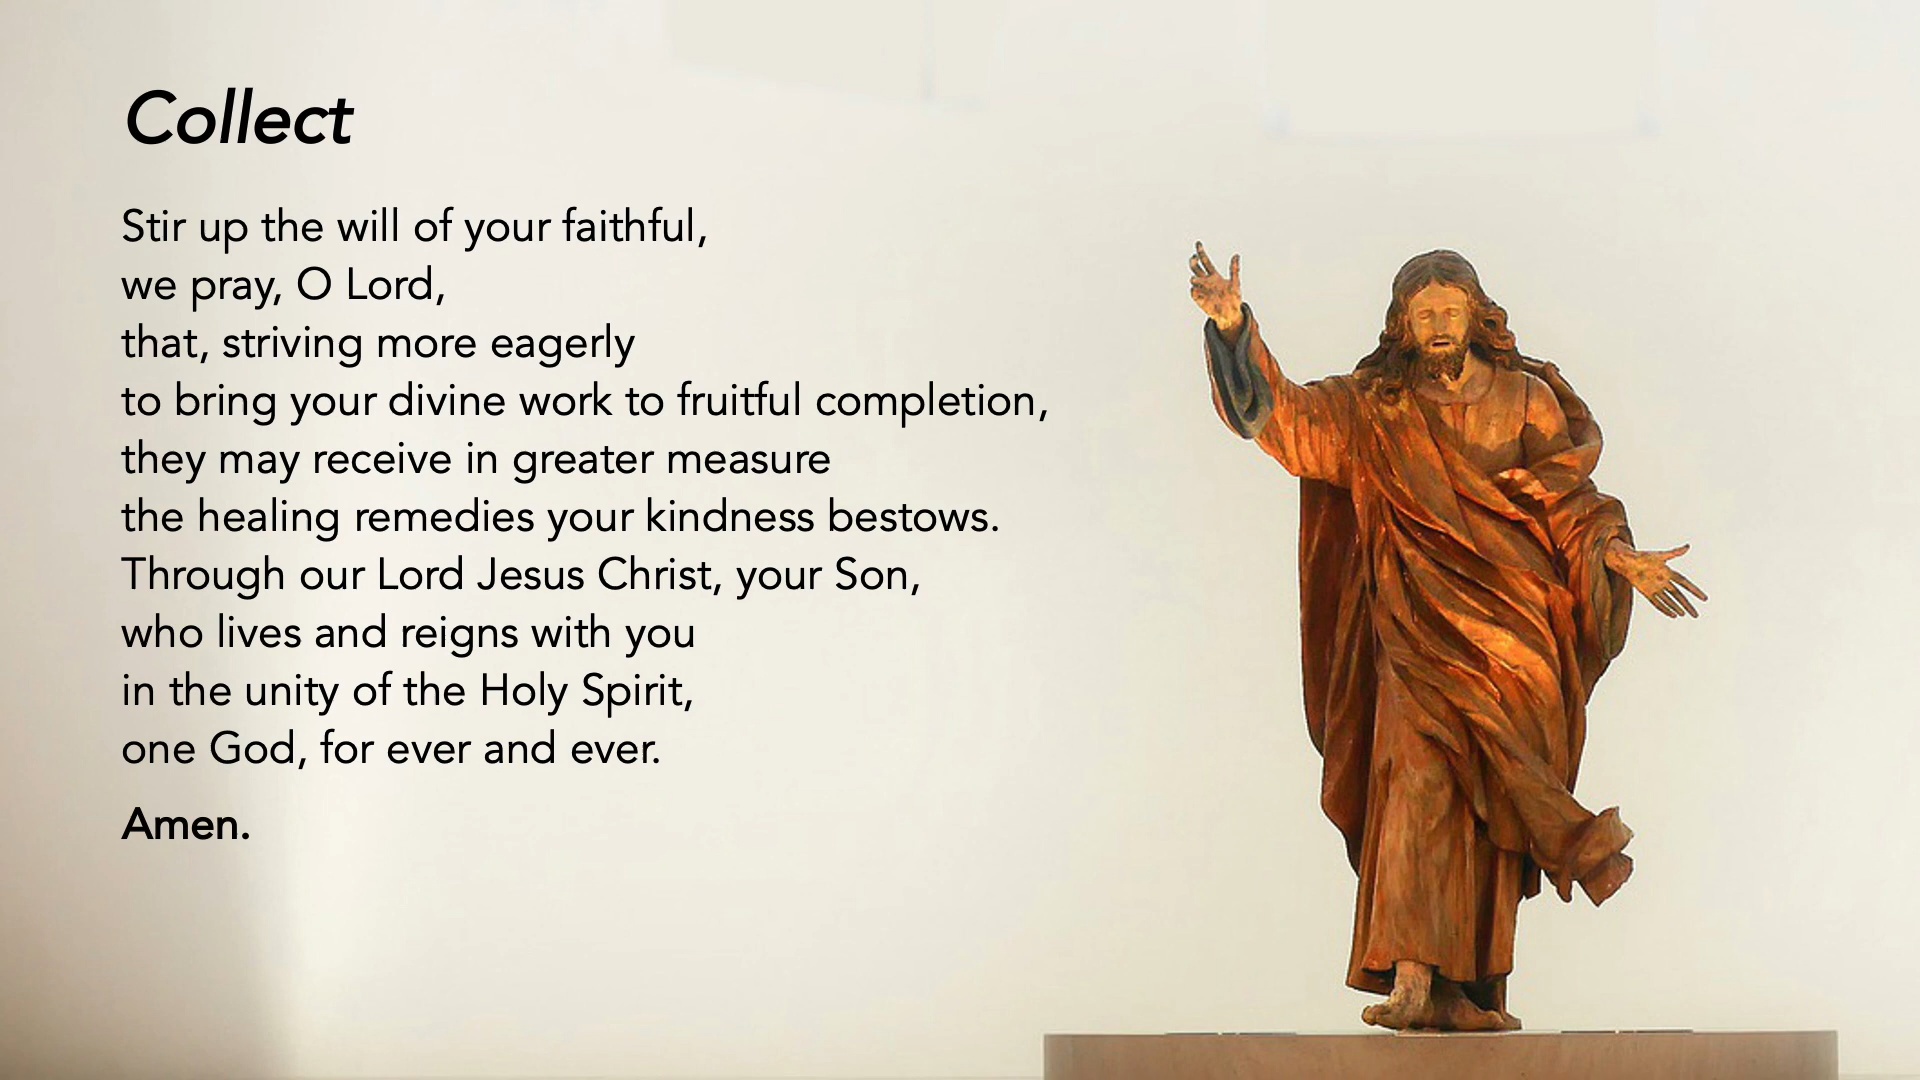 Collect
Stir up the will of your faithful,
we pray, O Lord,
that, striving more eagerly
to bring your divine work to fruitful completion,
they may receive in greater measure
the healing remedies your kindness bestows.
Through our Lord Jesus Christ, your Son,
who lives and reigns with you
in the unity of the Holy Spirit,
one God, for ever and ever.
Amen.